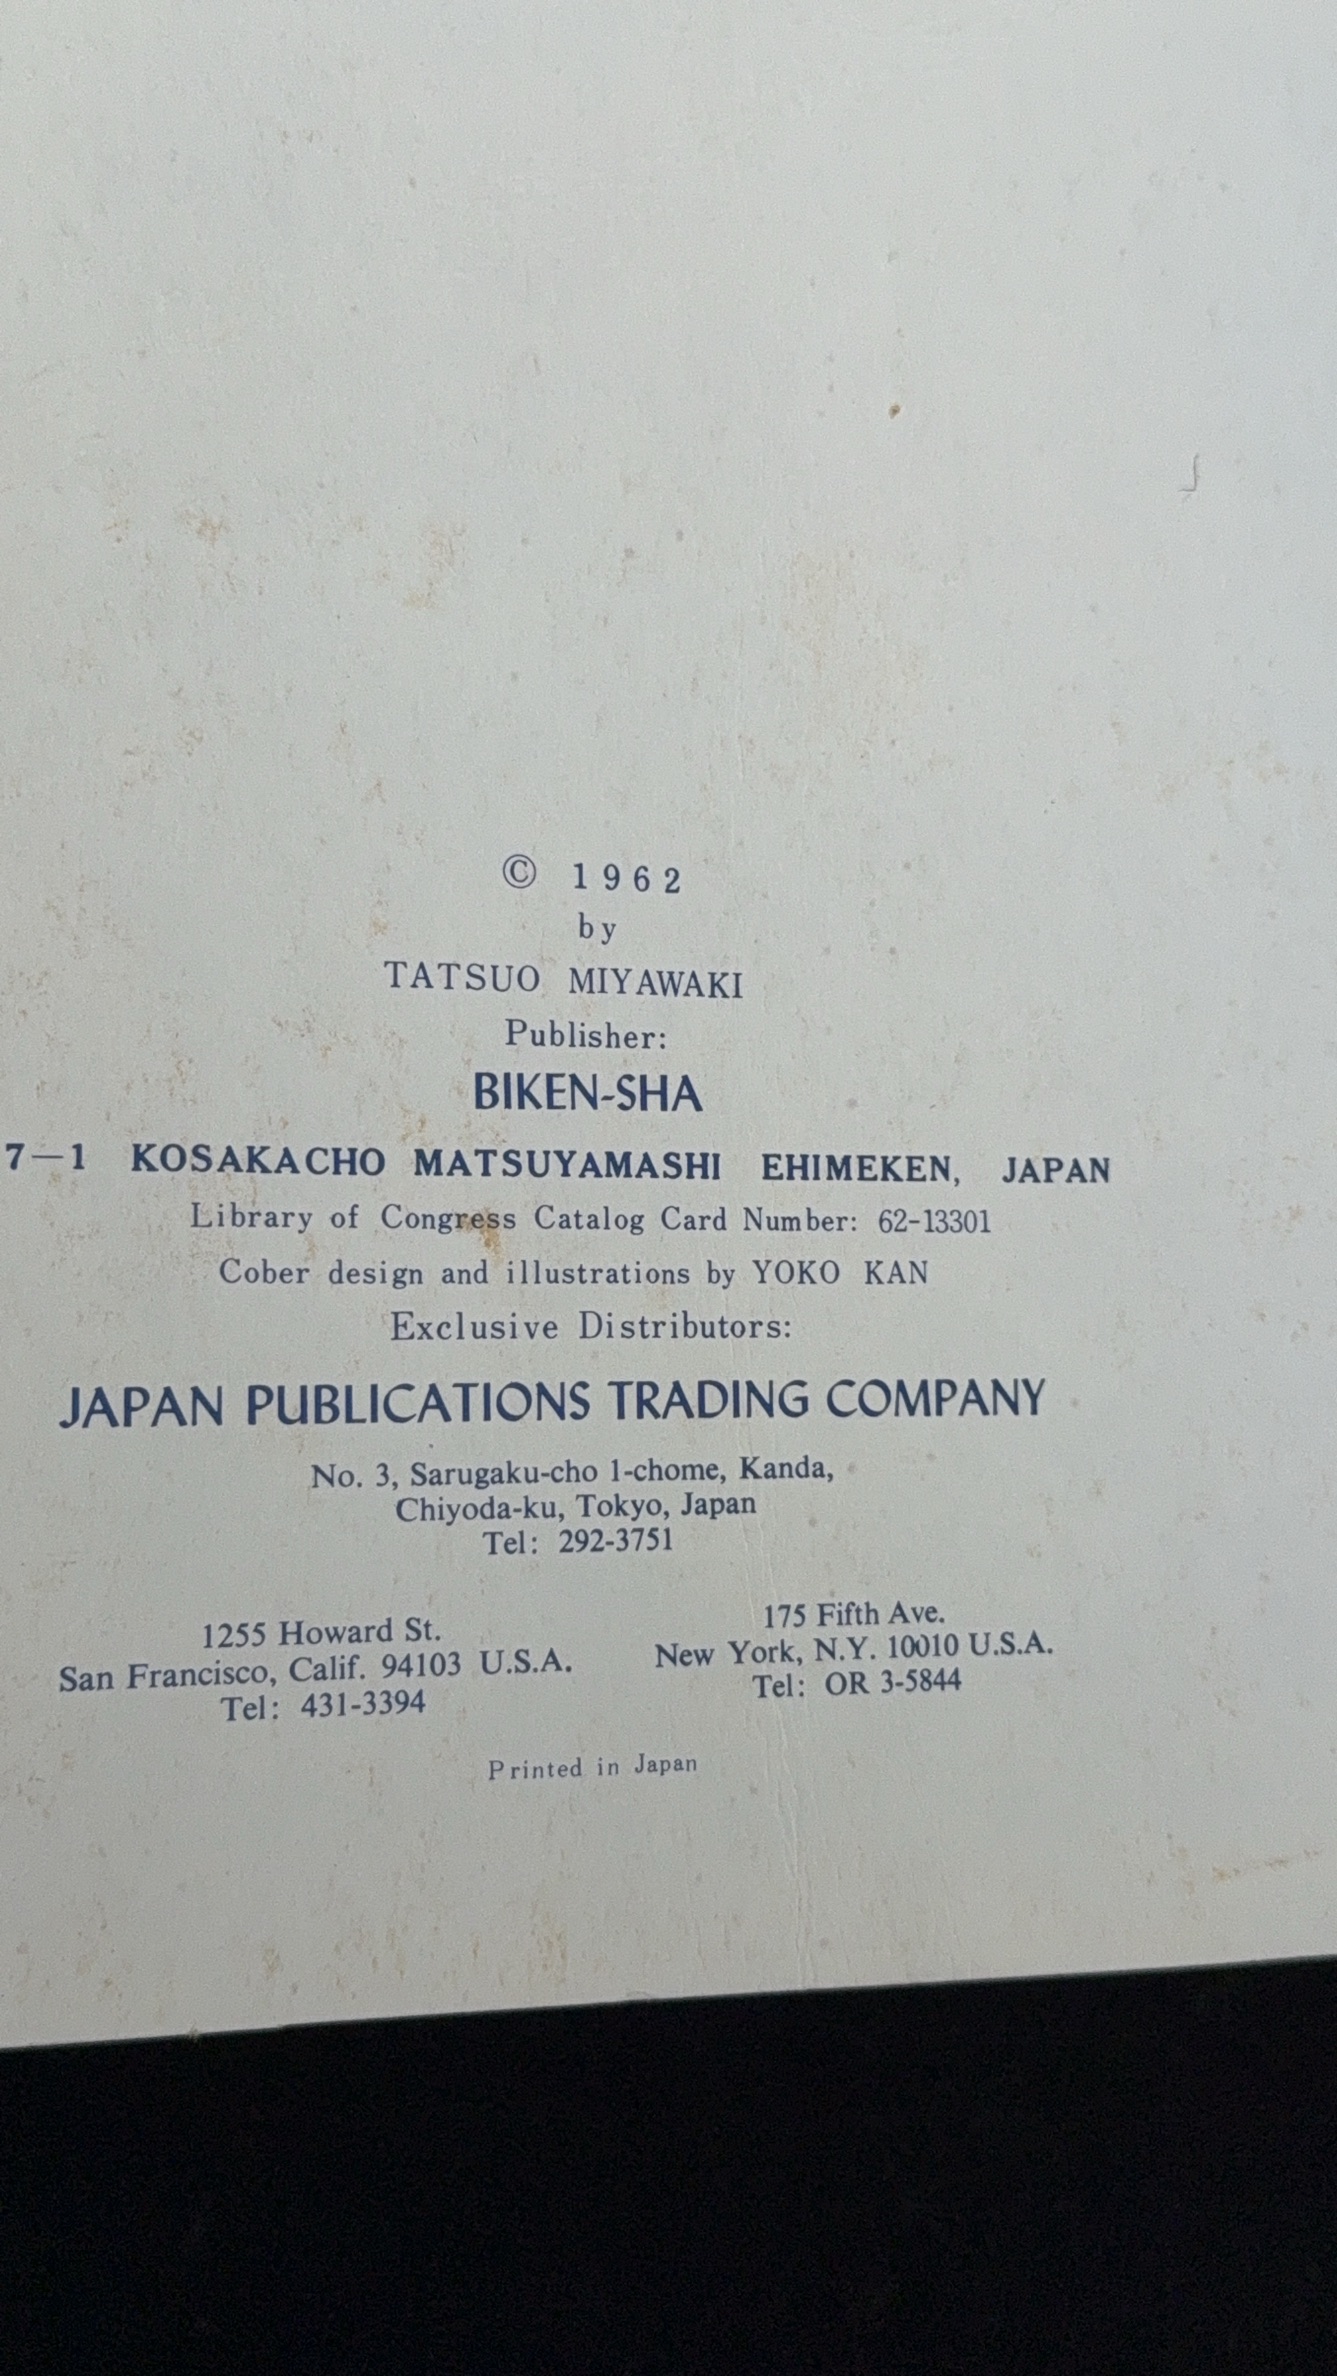 © 1962
by
TATSUO MIYAWAKI
Publisher:
BIKEN-SHA
7—1 KOSAKACHO MATSUYAMASHI EHIMEKEN, JAPAN
Library of Congress Catalog Card Number: 62-13301
Cober design and illustrations by YOKO KAN
Exclusive Distributors:
JAPAN PUBLICATIONS TRADING COMPANY
No. 3, Sarugaku-cho 1-chome, Kanda,
Chiyoda-ku, Tokyo, Japan
Tel: 292-3751
1255 Howard St.
San Francisco, Calif. 94103 U.S.A.
Tel: 431-3394
175 Fifth Ave.
New York, N.Y. 10010 U.S.A.
Tel: OR 3-5844
Printed in Japan